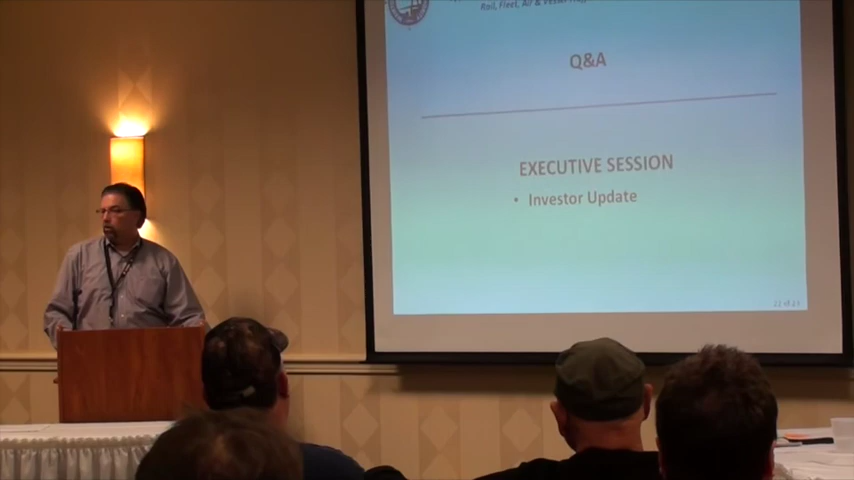 Rail, Fleet, Air & Vessel
Q&A
EXECUTIVE SESSION
• Investor Update